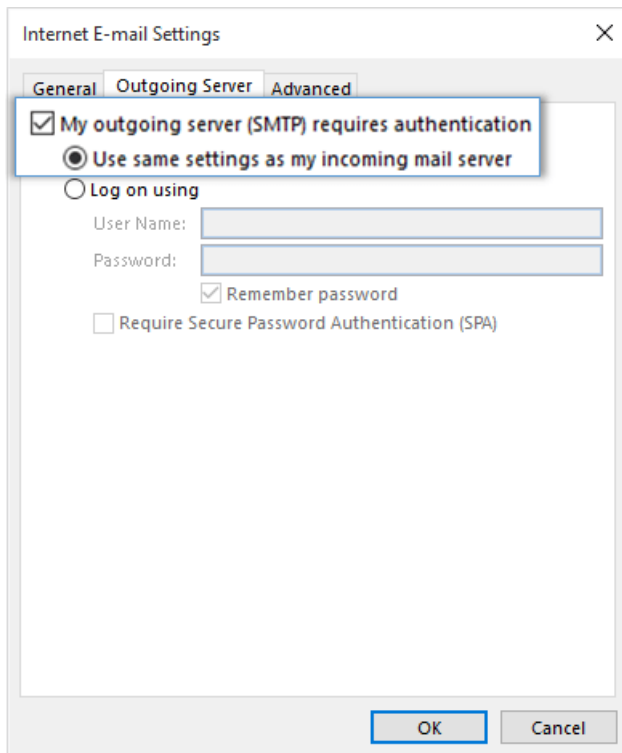 Internet E-mail Settings
General Outgoing Server Advanced
My outgoing server (SMTP) requires authentication
Use same settings as my incoming mail server
Log on using
User Name:
Password:
Remember password
Require Secure Password Authentication (SPA)
OK Cancel